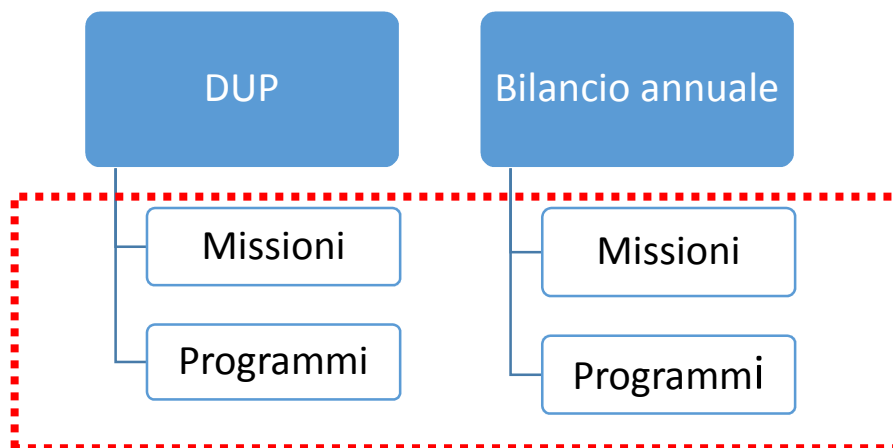 DUP
Bilancio annuale
Missioni
Missioni
Programmi
Programmi